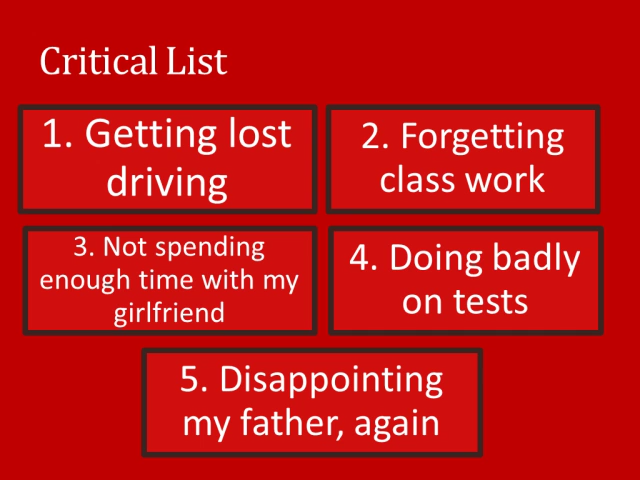 Critical List
1. Getting lost
driving
2. Forgetting
class work
3. Not spending
enough time with my
girlfriend
4. Doing badly
on tests
5. Disappointing
my father, again